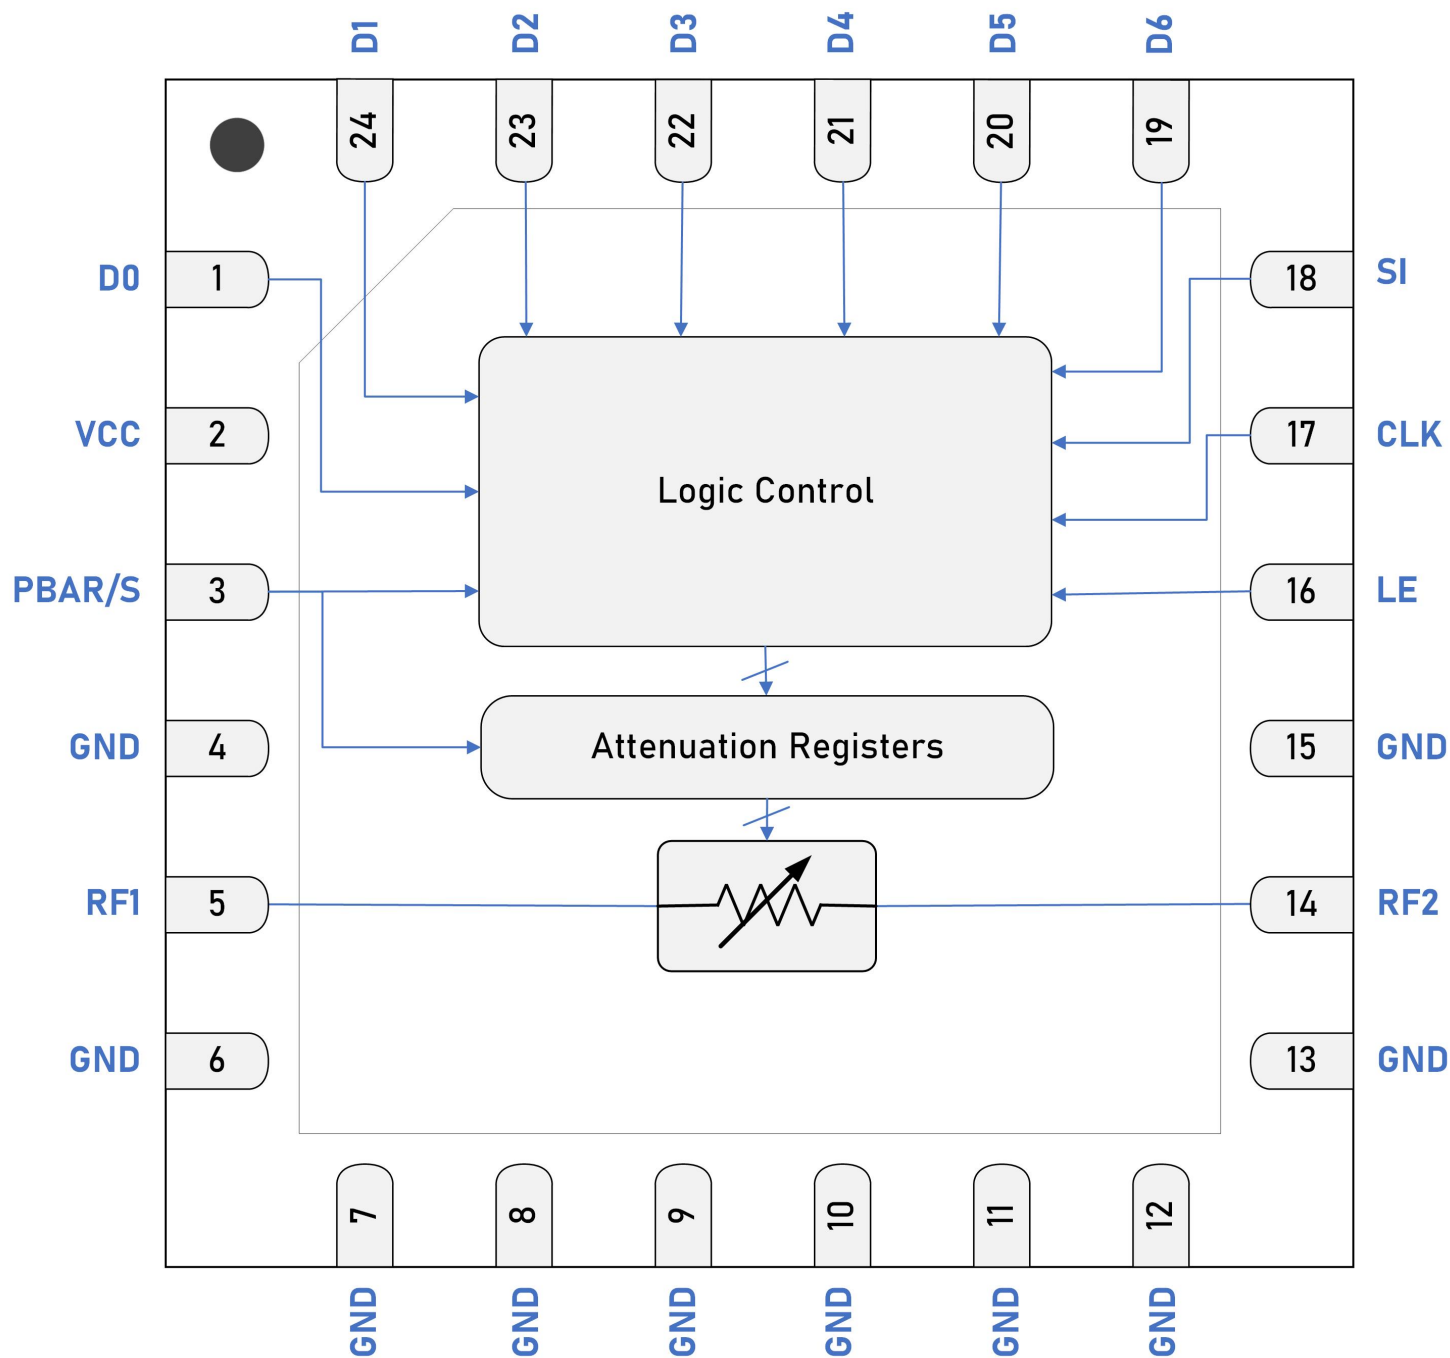 D1 D2 D3 D4 D5 D6
24 23 22 21 20 19
D0 1 18 SI
VCC 2 17 CLK
Logic Control
PBAR/S 3 16 LE
GND 4 15 GND
Attenuation Registers
RF1 5 14 RF2
GND 6 13 GND
7 8 9 10 11 12
GND GND GND GND GND GND